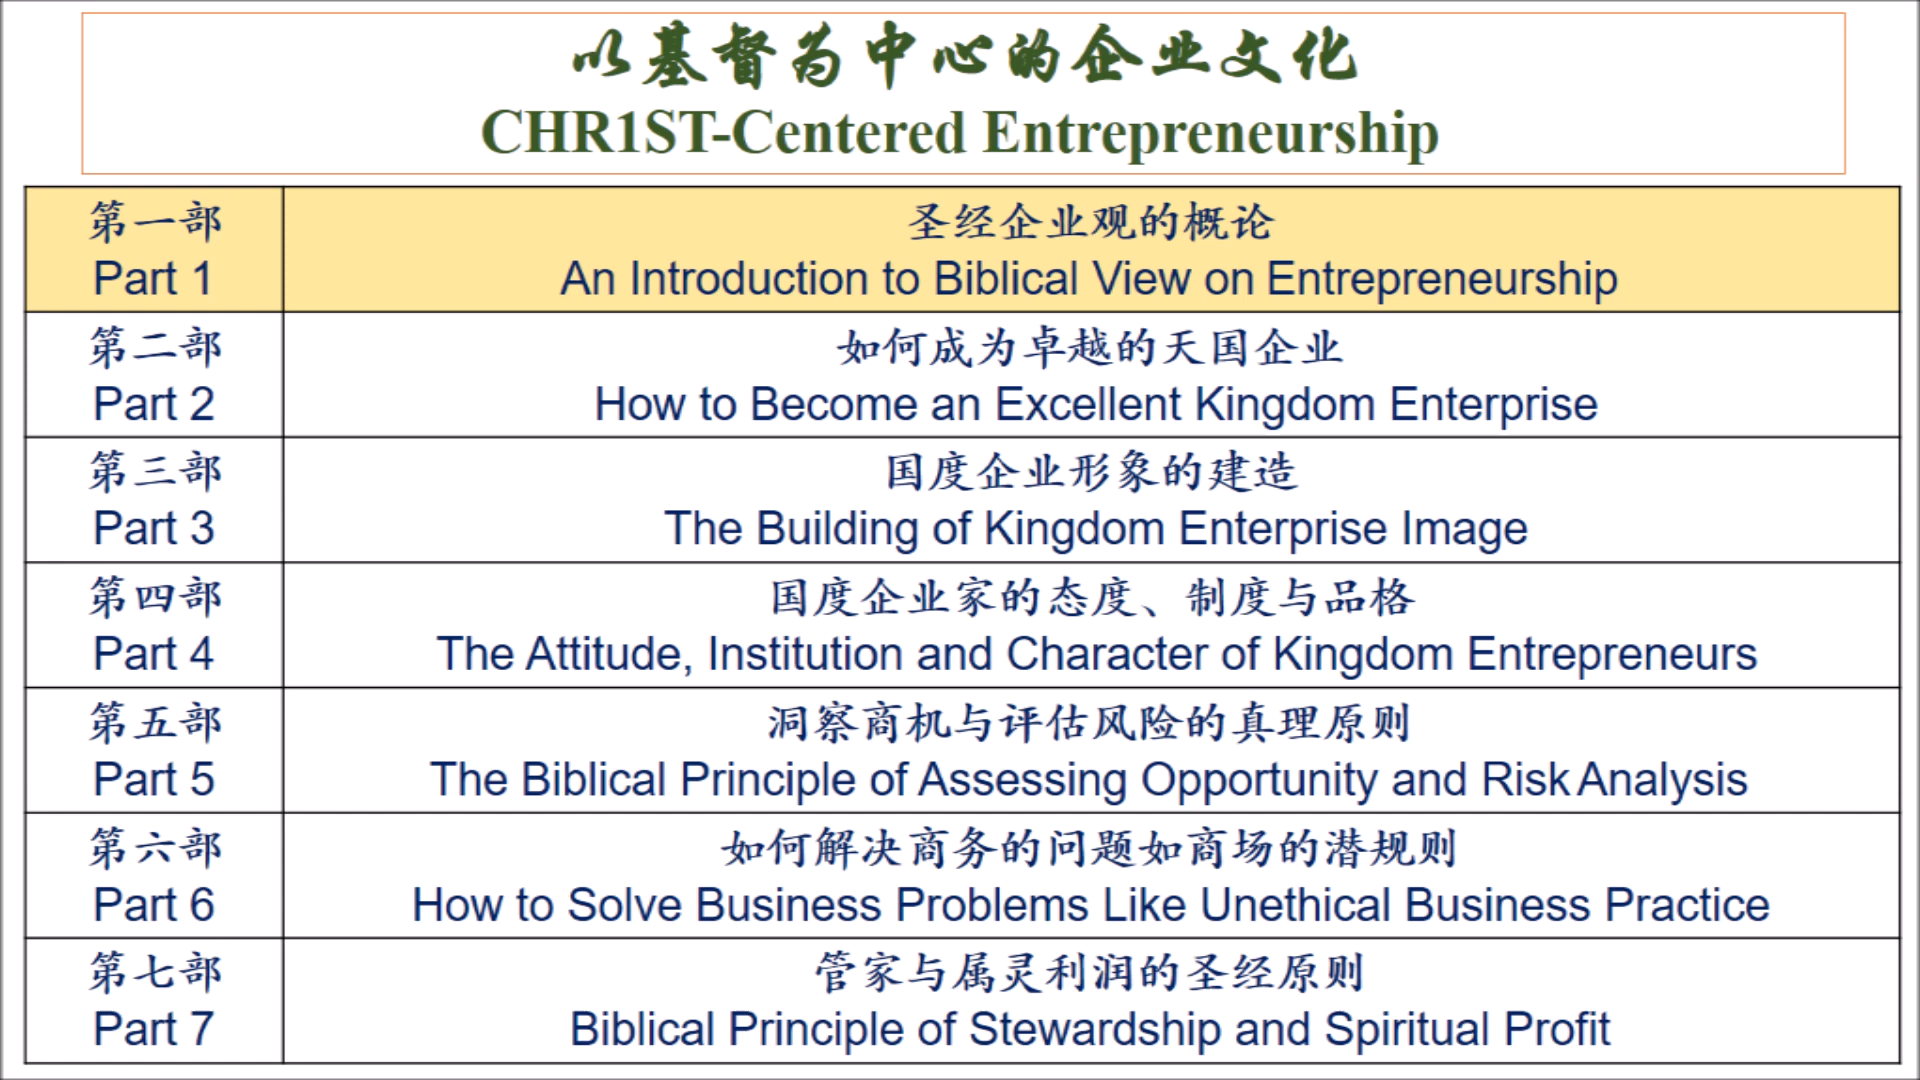 以基督为中心的企业文化
CHR1ST-Centered Entrepreneurship
第一部
Part 1
圣经企业观的概论
An Introduction to Biblical View on Entrepreneurship
第二部
Part 2
如何成为卓越的天国企业
How to Become an Excellent Kingdom Enterprise
第三部
Part 3
国度企业形象的建造
The Building of Kingdom Enterprise Image
第四部
Part 4
国度企业家的态度、制度与品格
The Attitude, Institution and Character of Kingdom Entrepreneurs
第五部
Part 5
洞察商机与评估风险的真理原则
The Biblical Principle of Assessing Opportunity and Risk Analysis
第六部
Part 6
如何解决商务的问题如商场的潜规则
How to Solve Business Problems Like Unethical Business Practice
第七部
Part 7
管家与属灵利润的圣经原则
Biblical Principle of Stewardship and Spiritual Profit